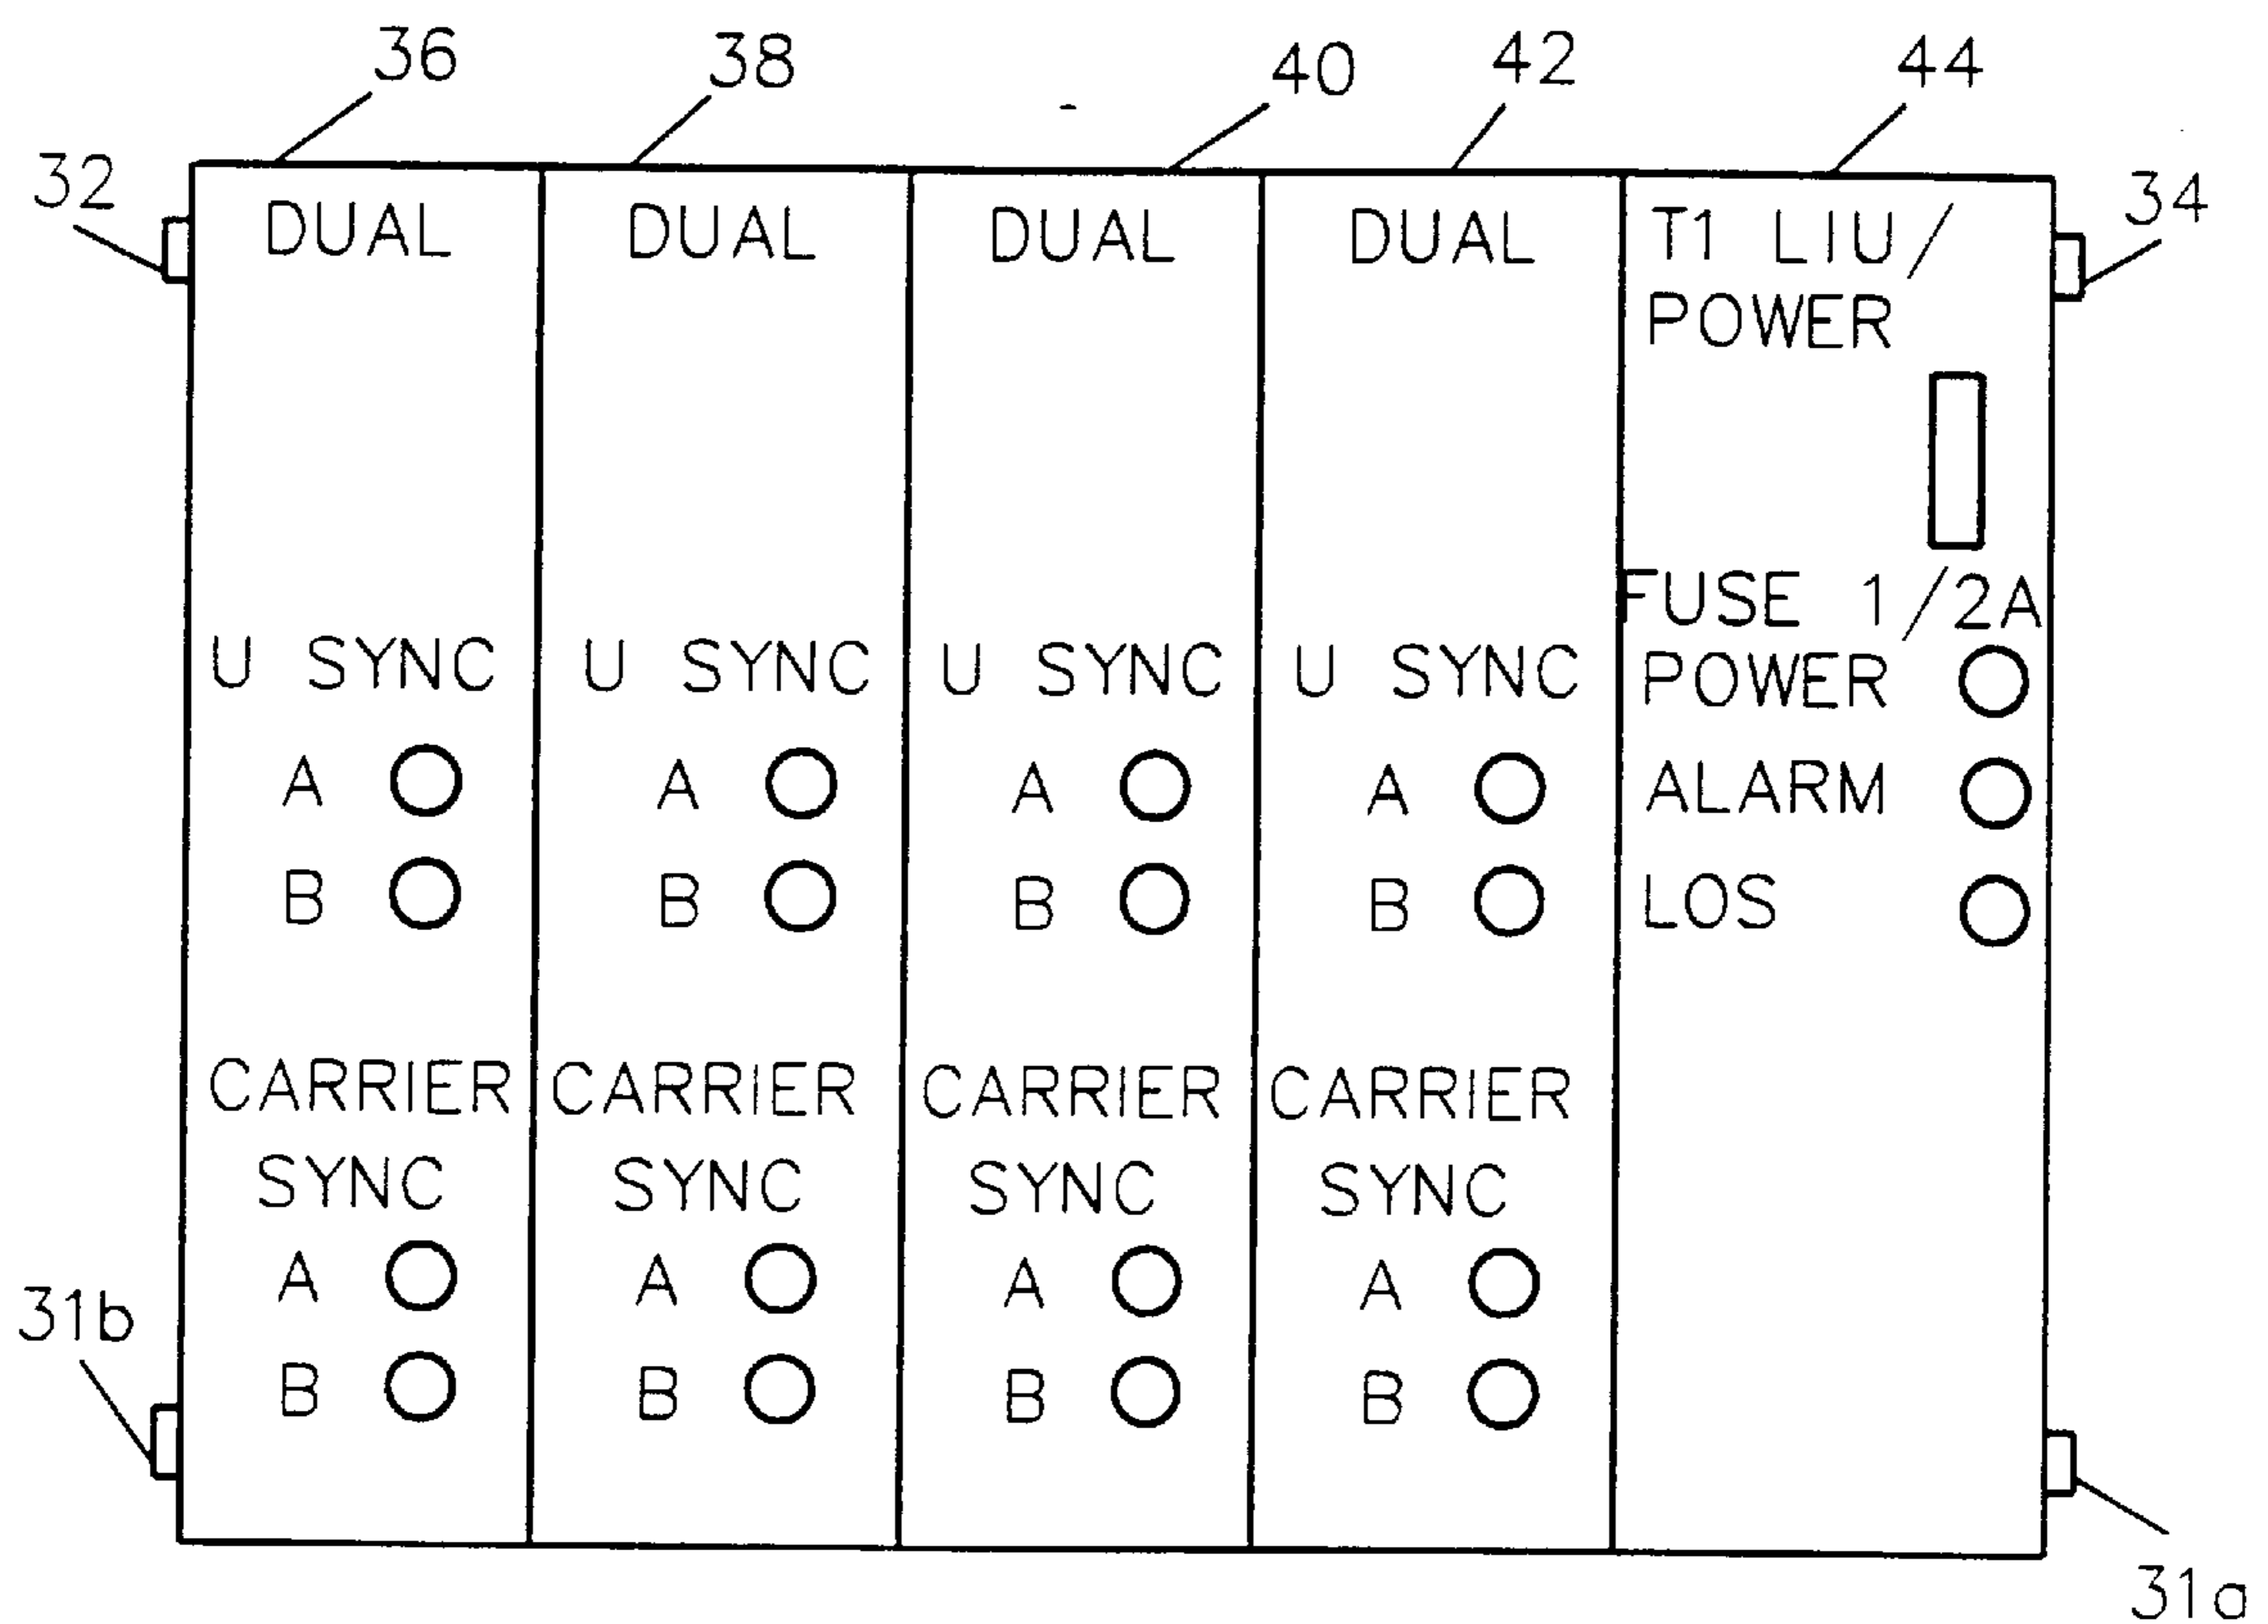 36 38 40 42 44
32 34
DUAL DUAL DUAL DUAL T1 LIU/
POWER
FUSE 1/2A
U SYNC U SYNC U SYNC U SYNC POWER
A A A A ALARM
B B B B LOS
CARRIER CARRIER CARRIER CARRIER
SYNC SYNC SYNC SYNC
A A A A
31b
B B B B
31a